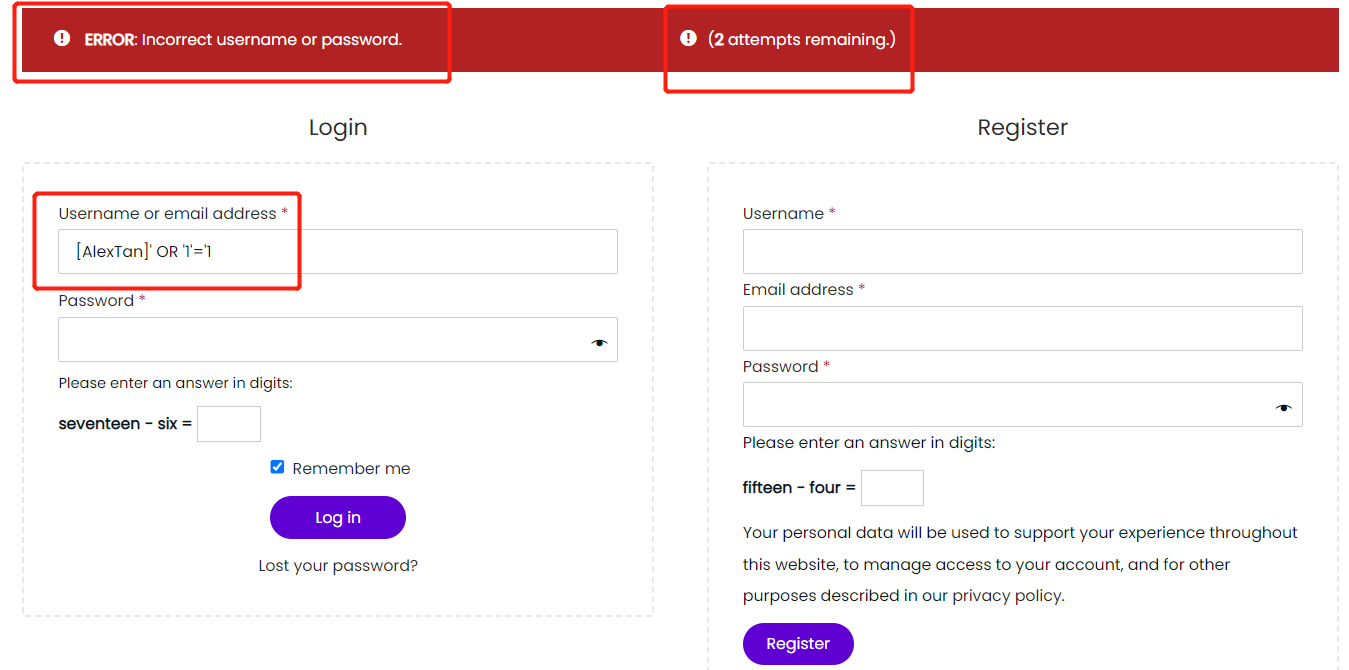 ERROR: Incorrect username or password.
(2 attempts remaining.)
Login
Username or email address *
[AlexTan]' OR '1'='1
Password *
Please enter an answer in digits:
seventeen - six =
Remember me
Log in
Lost your password?
Register
Username *
Email address *
Password *
Please enter an answer in digits:
fifteen - four =
Your personal data will be used to support your experience throughout
this website, to manage access to your account, and for other
purposes described in our privacy policy.
Register